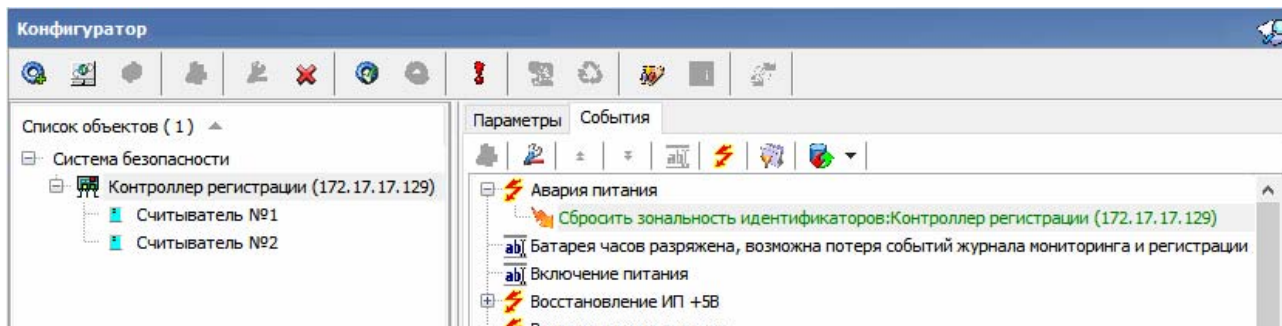 Конфигуратор
Список объектов ( 1 )
Система безопасности
Контроллер регистрации (172.17.17.129)
Считыватель №1
Считыватель №2
Параметры
События
Авария питания
Сбросить зональность идентификаторов:Контроллер регистрации (172.17.17.129)
Батарея часов разряжена, возможна потеря событий журнала мониторинга и регистрации
Включение питания
Восстановление ИП +5В